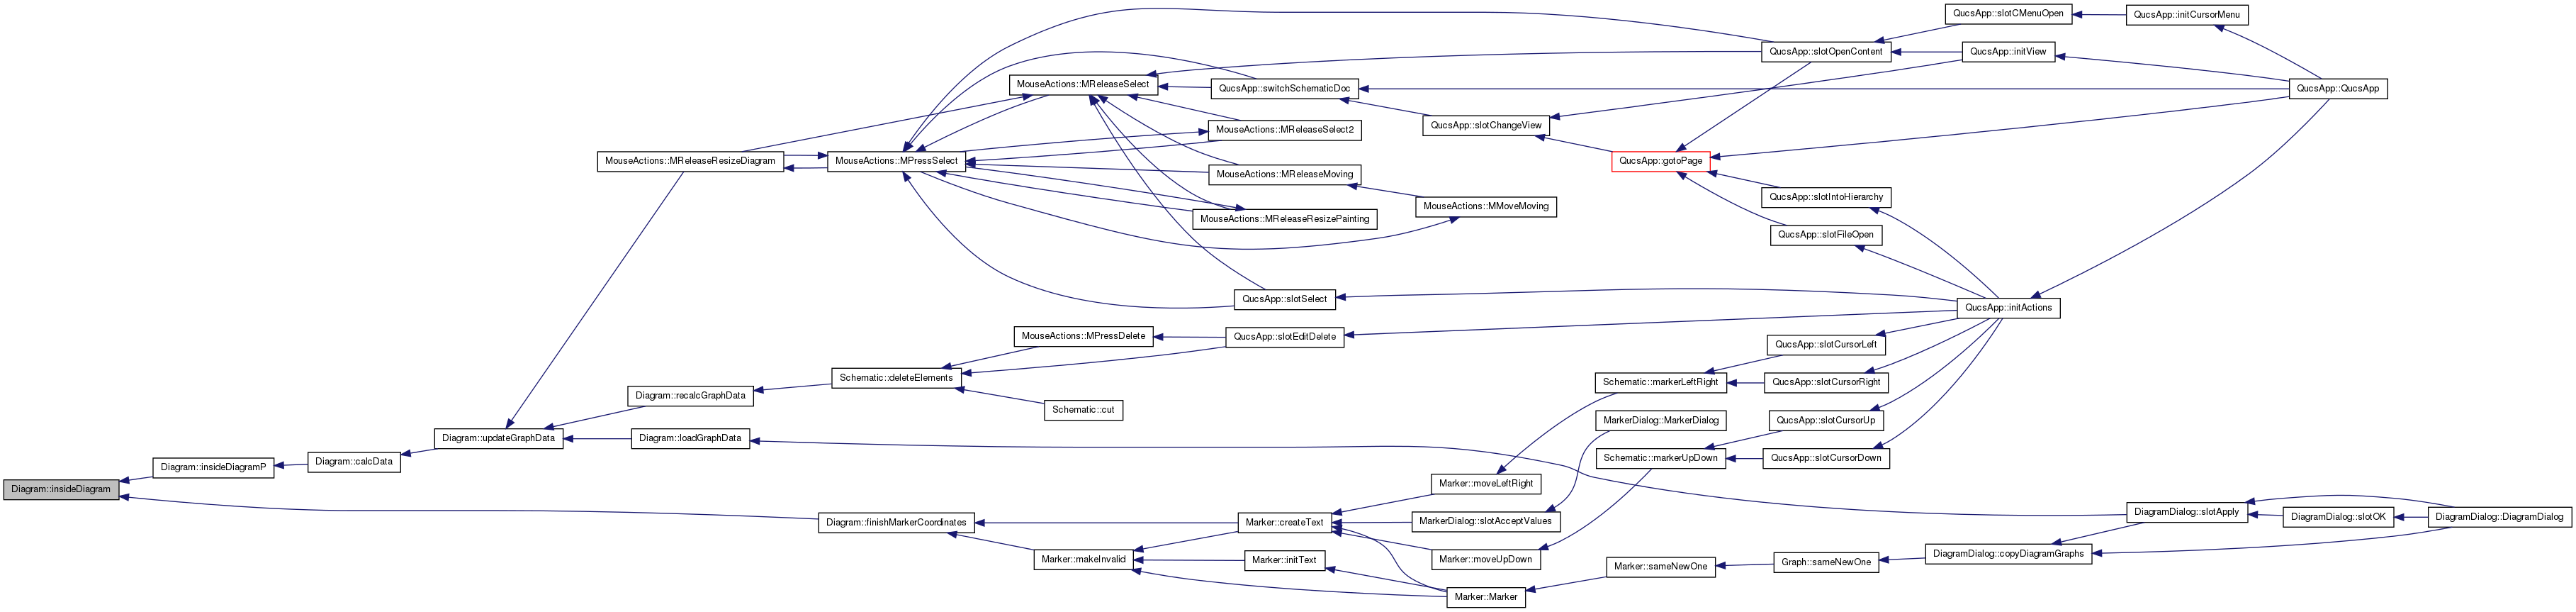 QucsApp::slotCMenuOpen
QucsApp::initCursorMenu
QucsApp::slotOpenContent
QucsApp::initView
MouseActions::MReleaseSelect
QucsApp::switchSchematicDoc
QucsApp::QucsApp
MouseActions::MReleaseSelect2
QucsApp::slotChangeView
MouseActions::MReleaseResizeDiagram
MouseActions::MPressSelect
QucsApp::gotoPage
MouseActions::MReleaseMoving
QucsApp::slotIntoHierarchy
MouseActions::MMoveMoving
MouseActions::MReleaseResizePainting
QucsApp::slotFileOpen
QucsApp::slotSelect
QucsApp::initActions
MouseActions::MPressDelete
QucsApp::slotEditDelete
QucsApp::slotCursorLeft
Schematic::deleteElements
Schematic::markerLeftRight
QucsApp::slotCursorRight
Diagram::recalcGraphData
Schematic::cut
MarkerDialog::MarkerDialog
QucsApp::slotCursorUp
Diagram::updateGraphData
Diagram::loadGraphData
Schematic::markerUpDown
QucsApp::slotCursorDown
Diagram::calcData
Diagram::insideDiagramP
Marker::moveLeftRight
Diagram::insideDiagram
DiagramDialog::slotApply
DiagramDialog::slotOK
DiagramDialog::DiagramDialog
Diagram::finishMarkerCoordinates
Marker::createText
MarkerDialog::slotAcceptValues
DiagramDialog::copyDiagramGraphs
Marker::makeInvalid
Marker::initText
Marker::moveUpDown
Marker::sameNewOne
Graph::sameNewOne
Marker::Marker